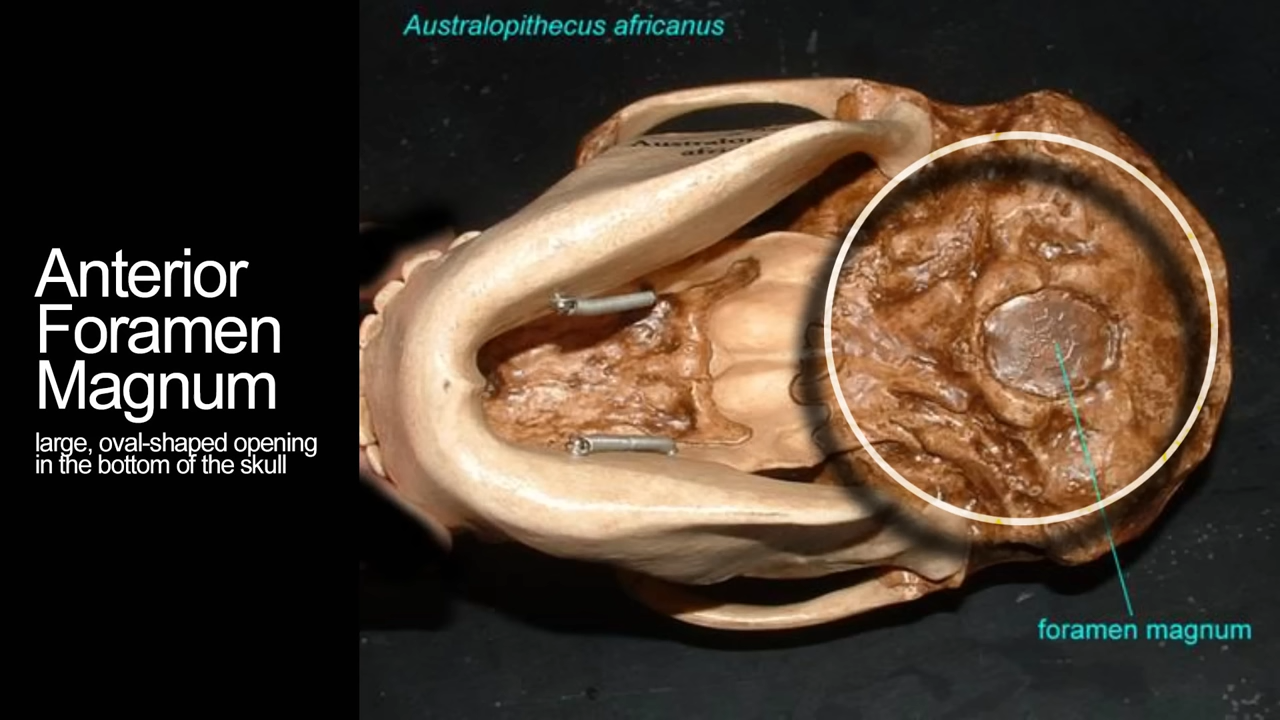 Australopithecus africanus
Anterior
Foramen
Magnum
large, oval-shaped opening
in the bottom of the skull
foramen magnum